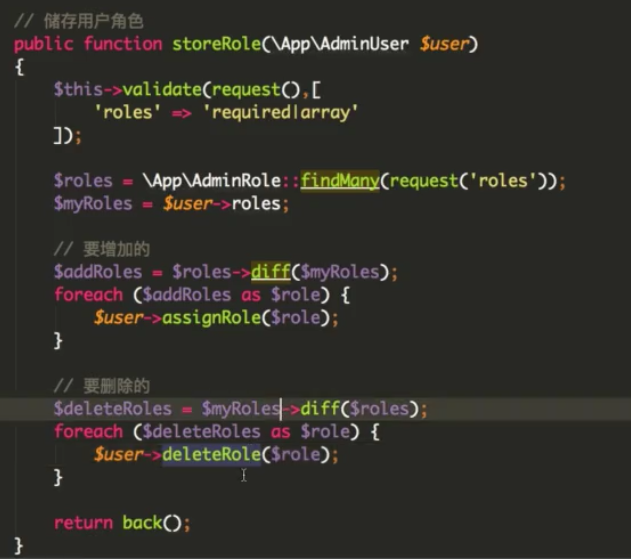 // 储存用户角色
public function storeRole(\App\AdminUser $user)
{
    $this->validate(request(),[
        'roles' => 'required|array'
    ]);

    $roles = \App\AdminRole::findMany(request('roles'));
    $myRoles = $user->roles;

    // 要增加的
    $addRoles = $roles->diff($myRoles);
    foreach ($addRoles as $role) {
        $user->assignRole($role);
    }

    // 要删除的
    $deleteRoles = $myRoles->diff($roles);
    foreach ($deleteRoles as $role) {
        $user->deleteRole($role);
    }

    return back();
}